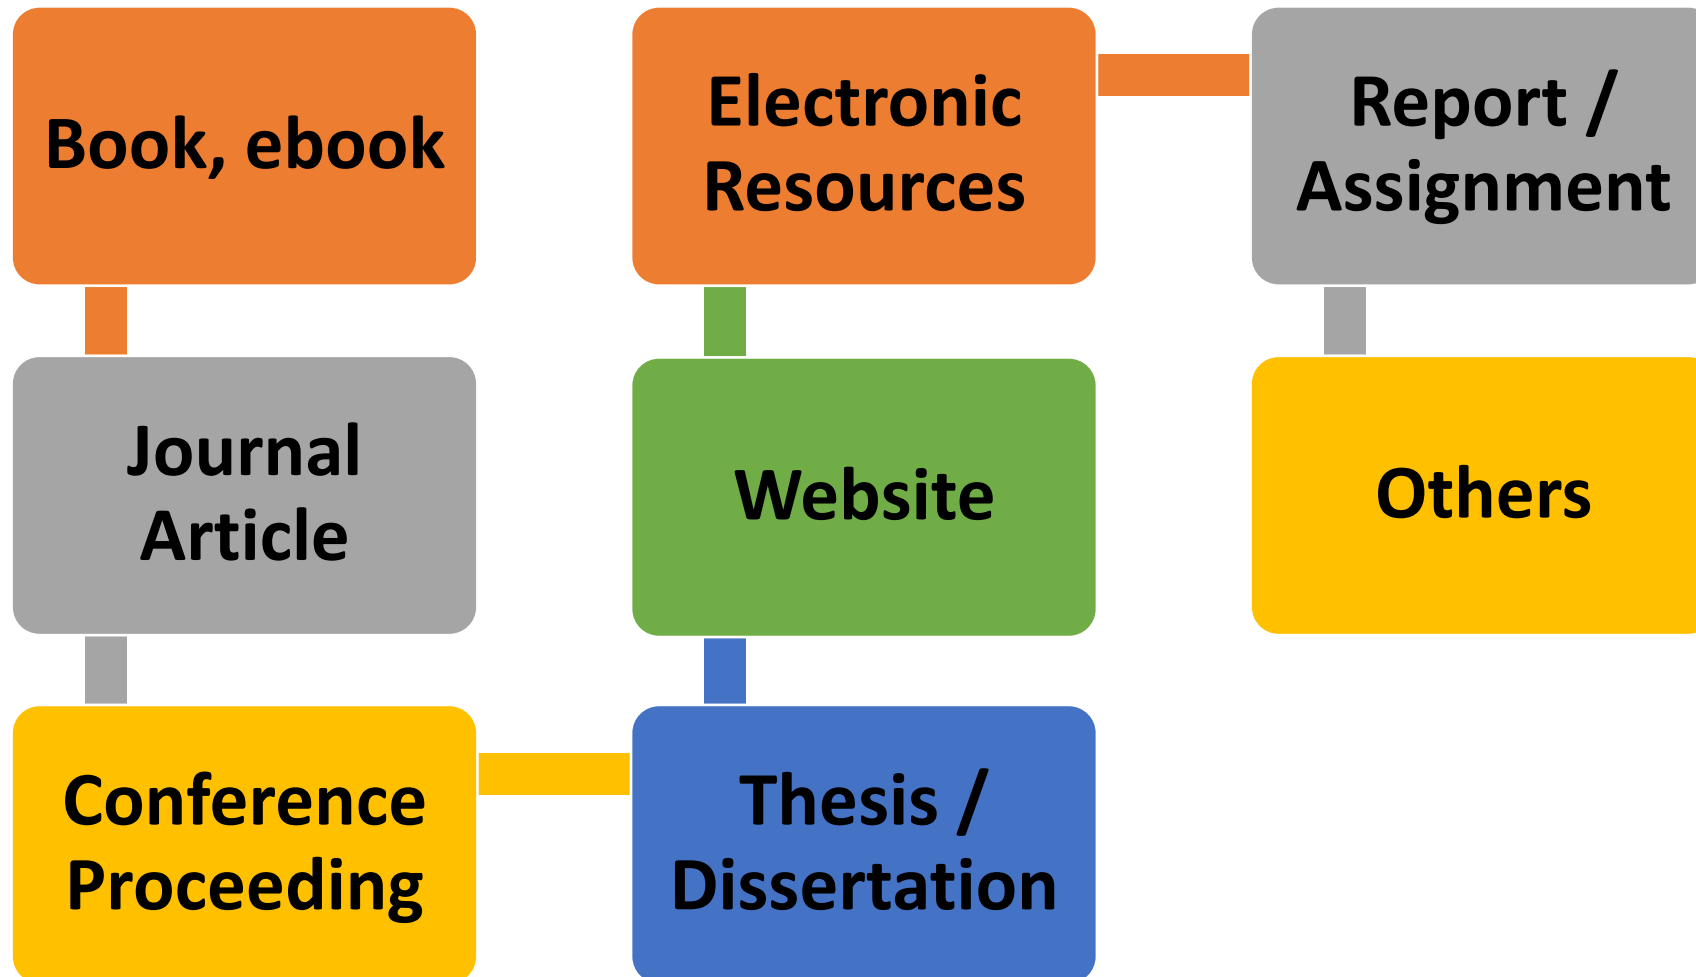 Book, ebook
Journal
Article
Conference
Proceeding
Thesis /
Dissertation
Website
Electronic
Resources
Report /
Assignment
Others